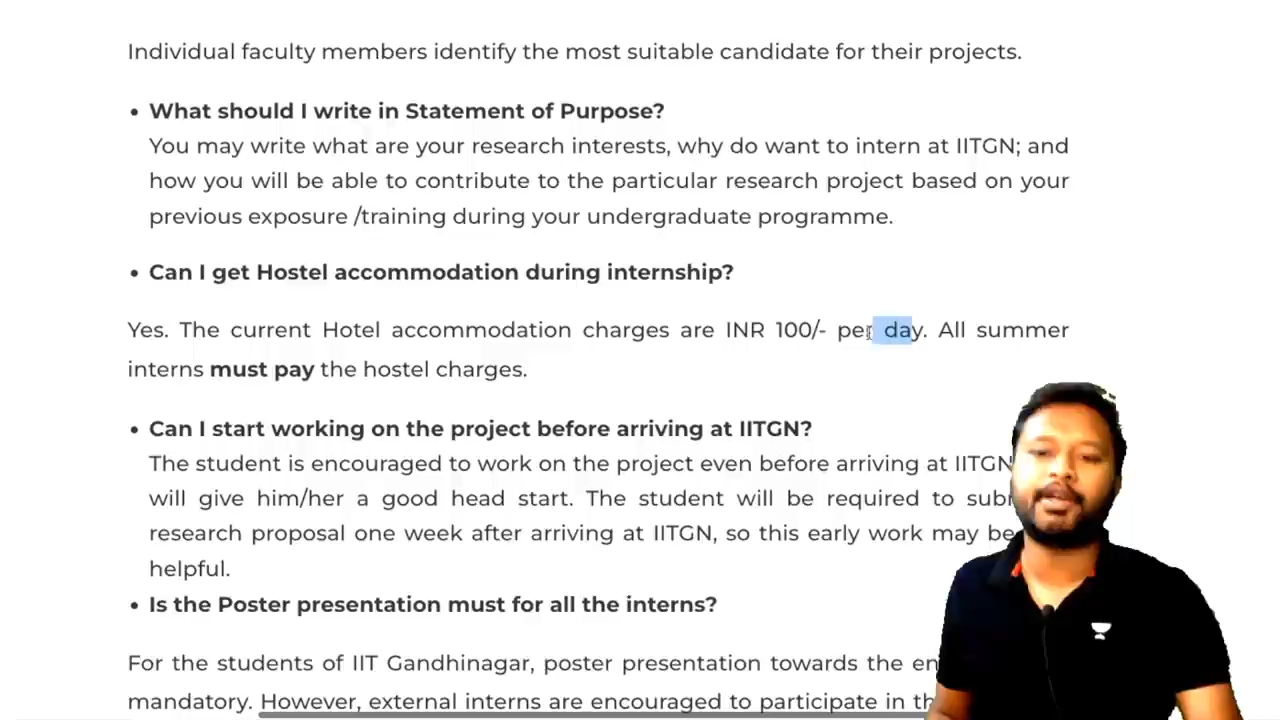 Individual faculty members identify the most suitable candidate for their projects.
• What should I write in Statement of Purpose?
You may write what are your research interests, why do want to intern at IITGN; and
how you will be able to contribute to the particular research project based on your
previous exposure /training during your undergraduate programme.
• Can I get Hostel accommodation during internship?
Yes. The current Hotel accommodation charges are INR 100/- per day. All summer
interns must pay the hostel charges.
• Can I start working on the project before arriving at IITGN?
The student is encouraged to work on the project even before arriving at IITGN
will give him/her a good head start. The student will be required to
research proposal one week after arriving at IITGN, so this early work may be
helpful.
• Is the Poster presentation must for all the interns?
For the students of IIT Gandhinagar, poster presentation towards the
mandatory. However, external interns are encouraged to participate in